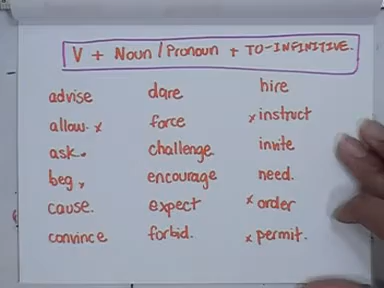 V + NOUN / PRONOUN + TO-INFINITIVE.
advise dare hire
allow. x force x instruct
ask. challenge invite
beg, encourage need.
cause. expect x order
convince forbid. x permit.